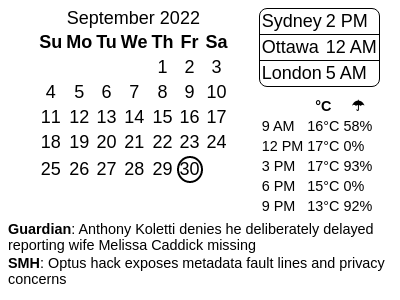 September 2022
Su Mo Tu We Th Fr Sa
1 2 3
4 5 6 7 8 9 10
11 12 13 14 15 16 17
18 19 20 21 22 23 24
25 26 27 28 29 30
Sydney 2 PM
Ottawa 12 AM
London 5 AM
°C ☂
9 AM 16°C 58%
12 PM 17°C 0%
3 PM 17°C 93%
6 PM 15°C 0%
9 PM 13°C 92%
Guardian: Anthony Koletti denies he deliberately delayed
reporting wife Melissa Caddick missing
SMH: Optus hack exposes metadata fault lines and privacy
concerns